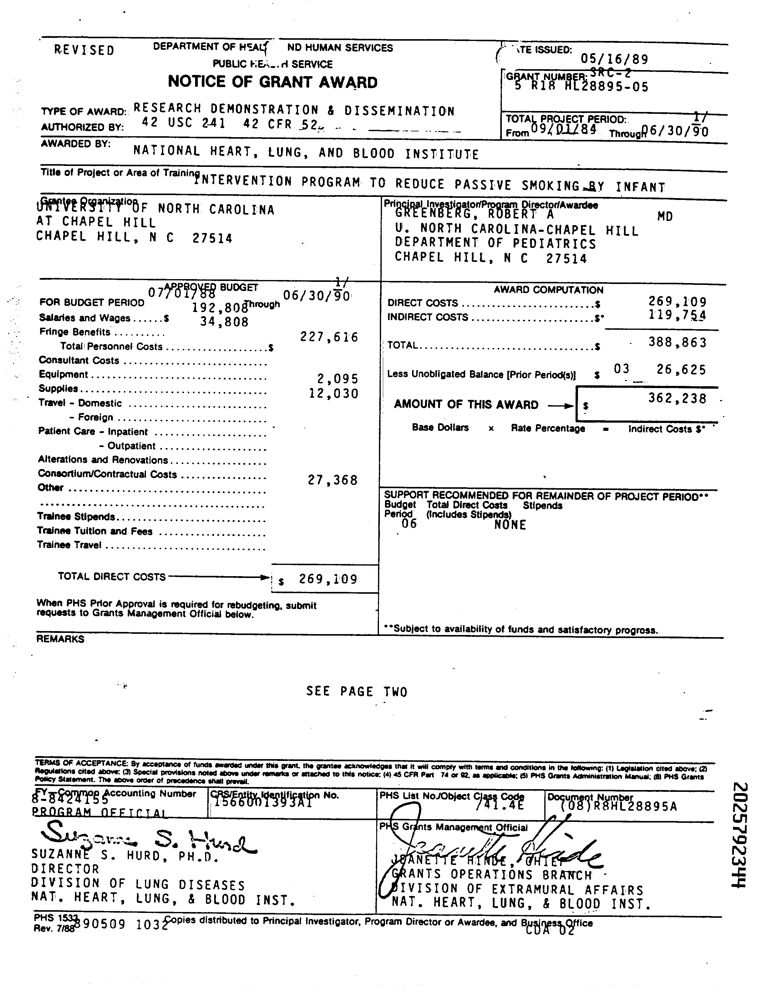 REVISED
DEPARTMENT OF HEAL ND HUMAN SERVICES
PUBLIC HEA H SERVICE
NOTICE OF GRANT AWARD
TE ISSUED:
05/16/89
GRANT NUMBER: SRC-2
5 R18 HL28895-05
TYPE OF AWARD: RESEARCH DEMONSTRATION & DISSEMINATION
AUTHORIZED BY: 42 USC 241 42 CFR 52
TOTAL PROJECT PERIOD: 1/
From 09/01/84 Through 06/30/90
AWARDED BY:
NATIONAL HEART, LUNG, AND BLOOD INSTITUTE
Title of Project or Area of Training
INTERVENTION PROGRAM TO REDUCE PASSIVE SMOKING BY INFANT
Grantee Organization
UNIVERSITY OF NORTH CAROLINA
AT CHAPEL HILL
CHAPEL HILL, N C 27514
Principal Investigator/Program Director/Awardee
GREENBERG, ROBERT A MD
U. NORTH CAROLINA-CHAPEL HILL
DEPARTMENT OF PEDIATRICS
CHAPEL HILL, N C 27514
APPROVED BUDGET 1/
FOR BUDGET PERIOD 07/01/88 Through 06/30/90
Salaries and Wages ......$ 192,808
Fringe Benefits .......... 34,808
Total Personnel Costs ..................$ 227,616
Consultant Costs ............................
Equipment .................................. 2,095
Supplies .................................... 12,030
Travel - Domestic ...........................
- Foreign .............................
Patient Care - Inpatient ......................
- Outpatient ......................
Alterations and Renovations ...................
Consortium/Contractual Costs ................. 27,368
Other .......................................
Trainee Stipends .............................
Trainee Tuition and Fees .....................
Trainee Travel ...............................
TOTAL DIRECT COSTS $ 269,109
When PHS Prior Approval is required for rebudgeting, submit
requests to Grants Management Official below.
AWARD COMPUTATION
DIRECT COSTS ..........................$ 269,109
INDIRECT COSTS ........................$* 119,754
TOTAL..................................$ 388,863
Less Unobligated Balance [Prior Period(s)] $ 03 26,625
AMOUNT OF THIS AWARD $ 362,238
Base Dollars x Rate Percentage = Indirect Costs $*
SUPPORT RECOMMENDED FOR REMAINDER OF PROJECT PERIOD**
Budget Total Direct Costs Stipends
Period (Includes Stipends)
06 NONE
**Subject to availability of funds and satisfactory progress.
REMARKS
SEE PAGE TWO
TERMS OF ACCEPTANCE: By acceptance of funds awarded under this grant, the grantee acknowledges that it will comply with terms and conditions in the following: (1) Legislation cited above; (2)
Regulations cited above; (3) Special provisions noted above under remarks or attached to this notice; (4) 45 CFR Part 74 or 92, as applicable; (5) PHS Grants Administration Manual; (6) PHS Grants
Policy Statement. The above order of precedence shall prevail.
FY-Common Accounting Number
8-8424155
CRS/Entity Identification No.
1566001393A1
PHS List No./Object Class Code
/41.4E
Document Number
(08)R8HL28895A
PROGRAM OFFICIAL
Suzanne S. Hurd
SUZANNE S. HURD, PH.D.
DIRECTOR
DIVISION OF LUNG DISEASES
NAT. HEART, LUNG, & BLOOD INST.
PHS Grants Management Official
Jeanette Hinde
JEANETTE HINDE, CHIEF
GRANTS OPERATIONS BRANCH
DIVISION OF EXTRAMURAL AFFAIRS
NAT. HEART, LUNG, & BLOOD INST.
PHS 1533
Rev. 7/88
890509 1032 Copies distributed to Principal Investigator, Program Director or Awardee, and Business Office
CDA 02
2025792344